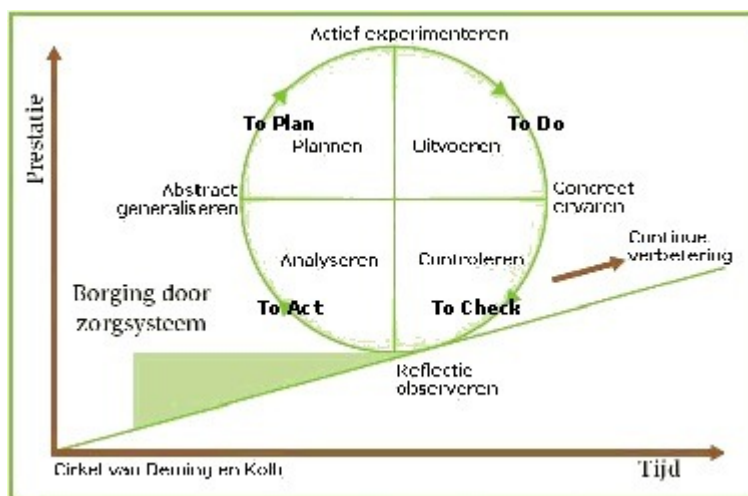 Actief experimenteren
Prestatie
To Plan
To Do
Plannen
Uitvoeren
Abstract
generaliseren
Concreet
ervaren
Continue
verbetering
Analyseren
Controleren
Borging door
zorgsysteem
To Act
To Check
Reflectie
observeren
Cirkel van Deming en Kolb
Tijd